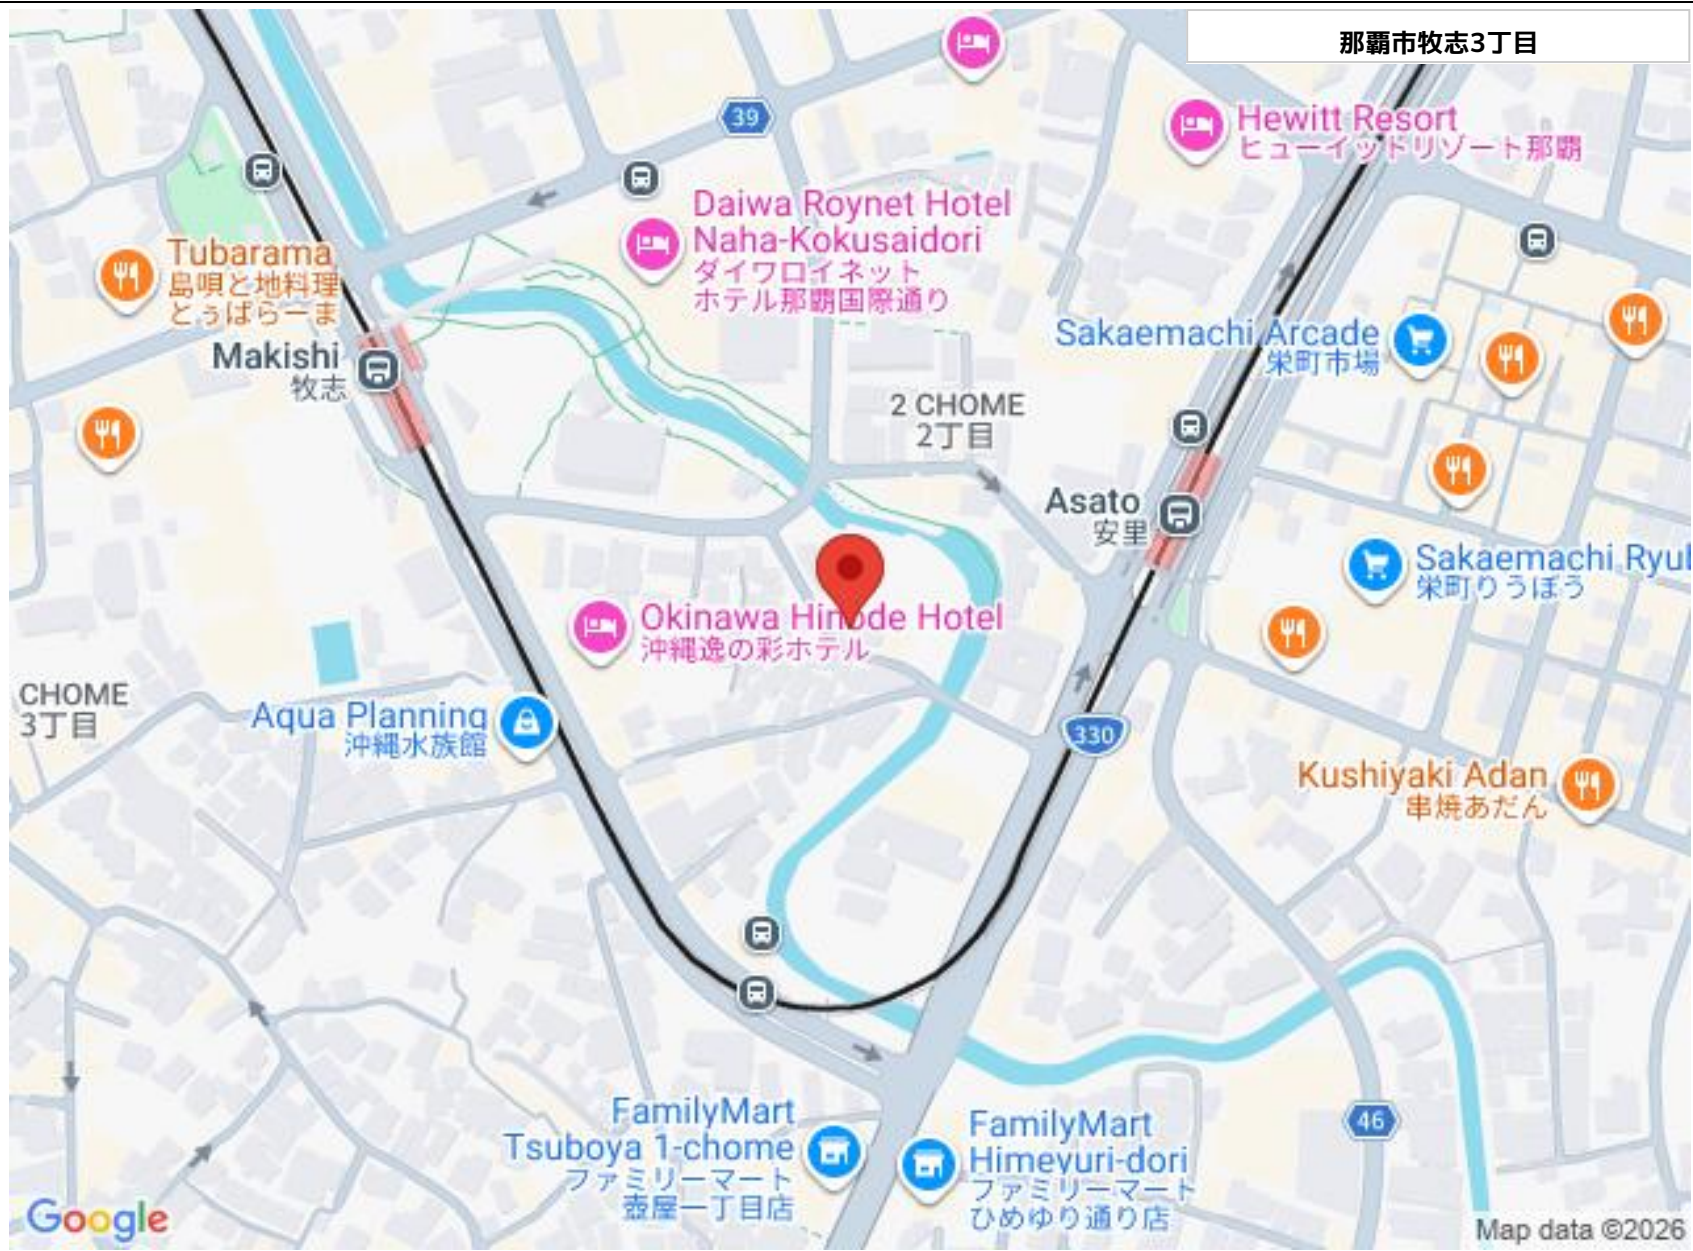 那覇市牧志3丁目
39
Hewitt Resort
ヒューイットリゾート那覇
Daiwa Roynet Hotel
Naha-Kokusaidori
ダイワロイネット
ホテル那覇国際通り
Tubarama
島唄と地料理
とぅばらーま
Makishi
牧志
Sakaemachi Arcade
栄町市場
2 CHOME
2丁目
Asato
安里
Sakaemachi Ryu
栄町りうぼう
Okinawa Hinode Hotel
沖縄逸の彩ホテル
CHOME
3丁目
Aqua Planning
沖縄水族館
330
Kushiyaki Adan
串焼あだん
FamilyMart
Tsuboya 1-chome
ファミリーマート
壺屋一丁目店
FamilyMart
Himeyuri-dori
ファミリーマート
ひめゆり通り店
46
Google
Map data ©2026